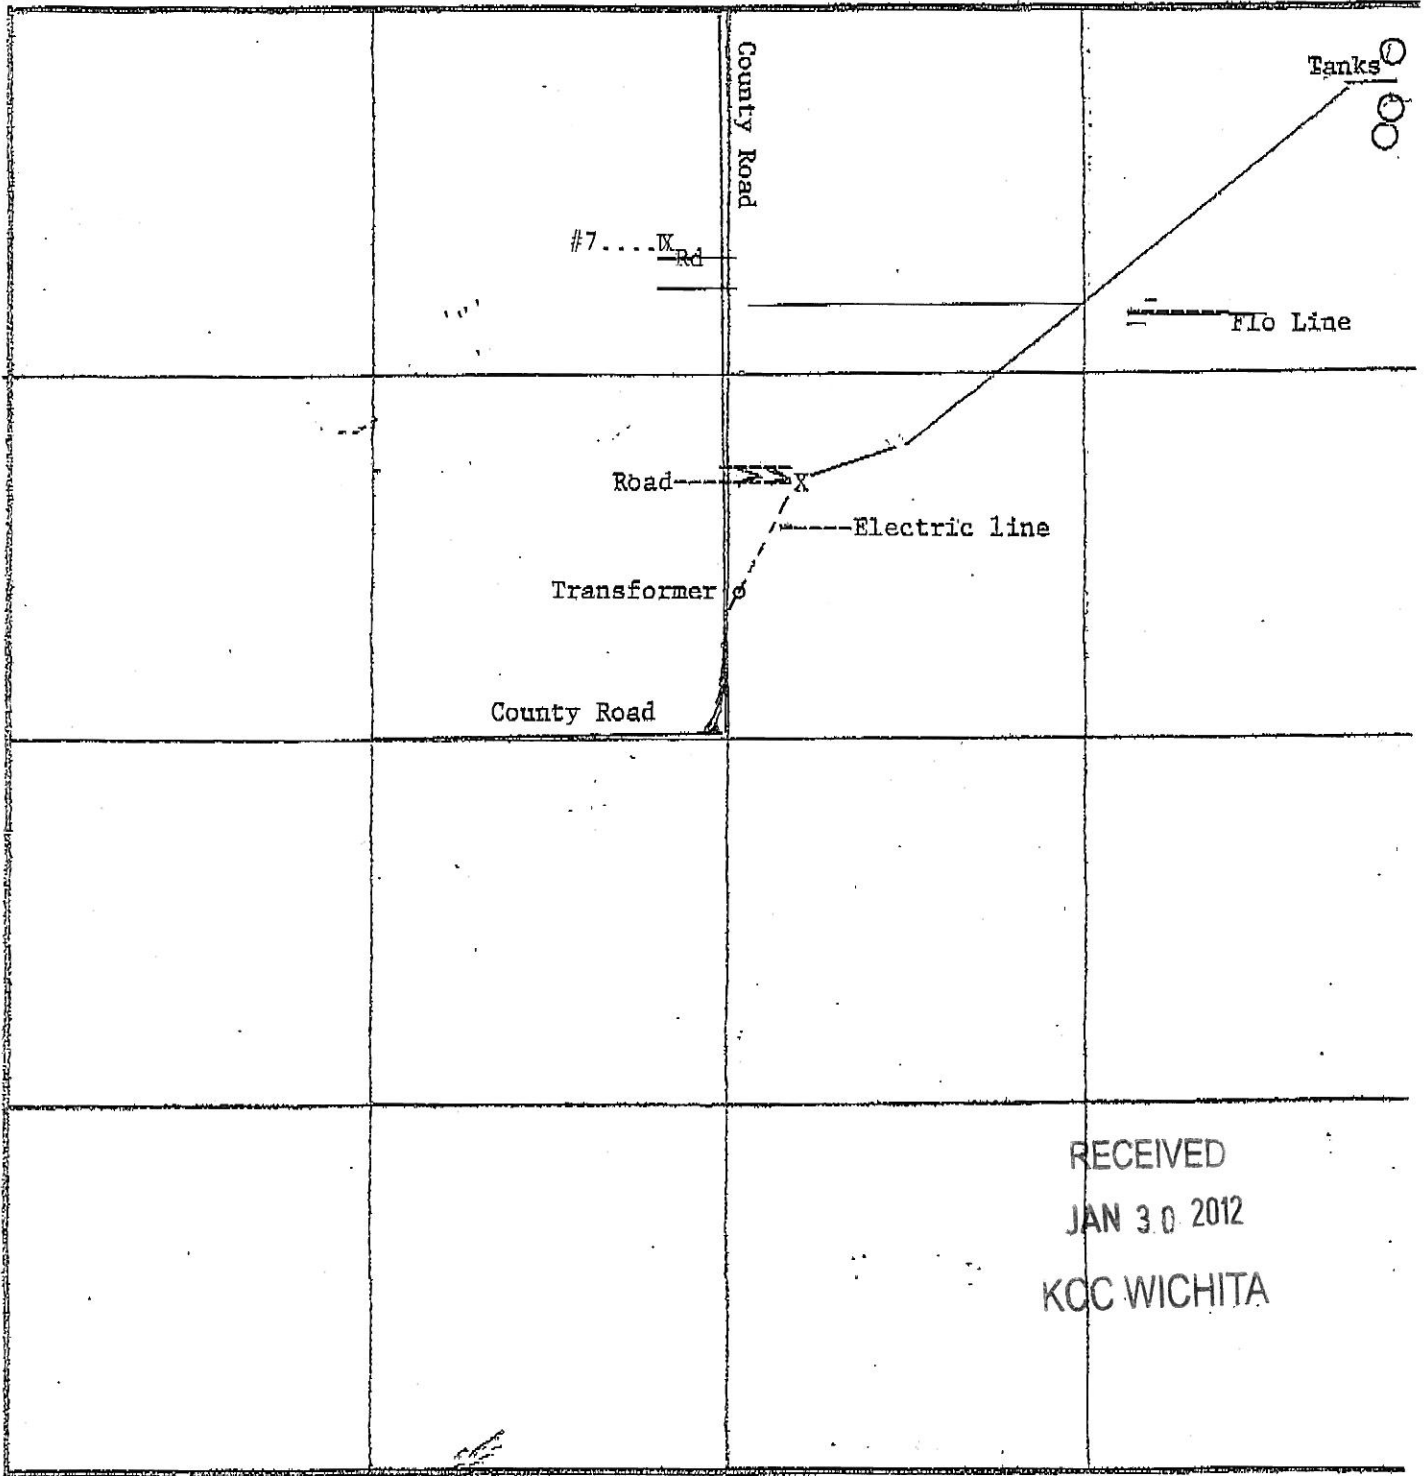 Tanks
County Road
#7....X
Rd
Flo Line
Road
X
Electric line
Transformer
County Road
RECEIVED
JAN 30 2012
KCC WICHITA